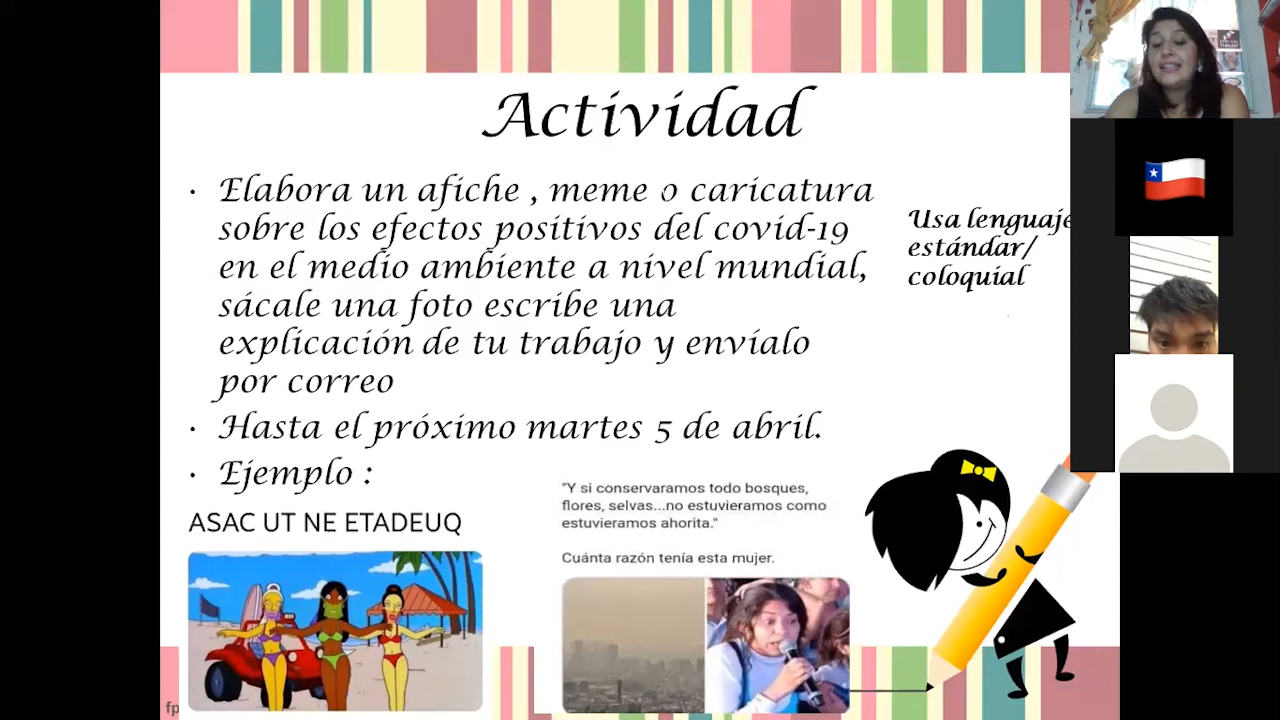 Actividad
• Elabora un afiche , meme o caricatura
sobre los efectos positivos del covid-19
en el medio ambiente a nivel mundial,
sácale una foto escribe una
explicación de tu trabajo y envíalo
por correo
• Hasta el próximo martes 5 de abril.
• Ejemplo :
Usa lenguaje
estándar/
coloquial
ASAC UT NE ETADEUQ
"Y si conservaramos todo bosques,
flores, selvas...no estuvieramos como
estuvieramos ahorita."
Cuánta razón tenía esta mujer.
fp